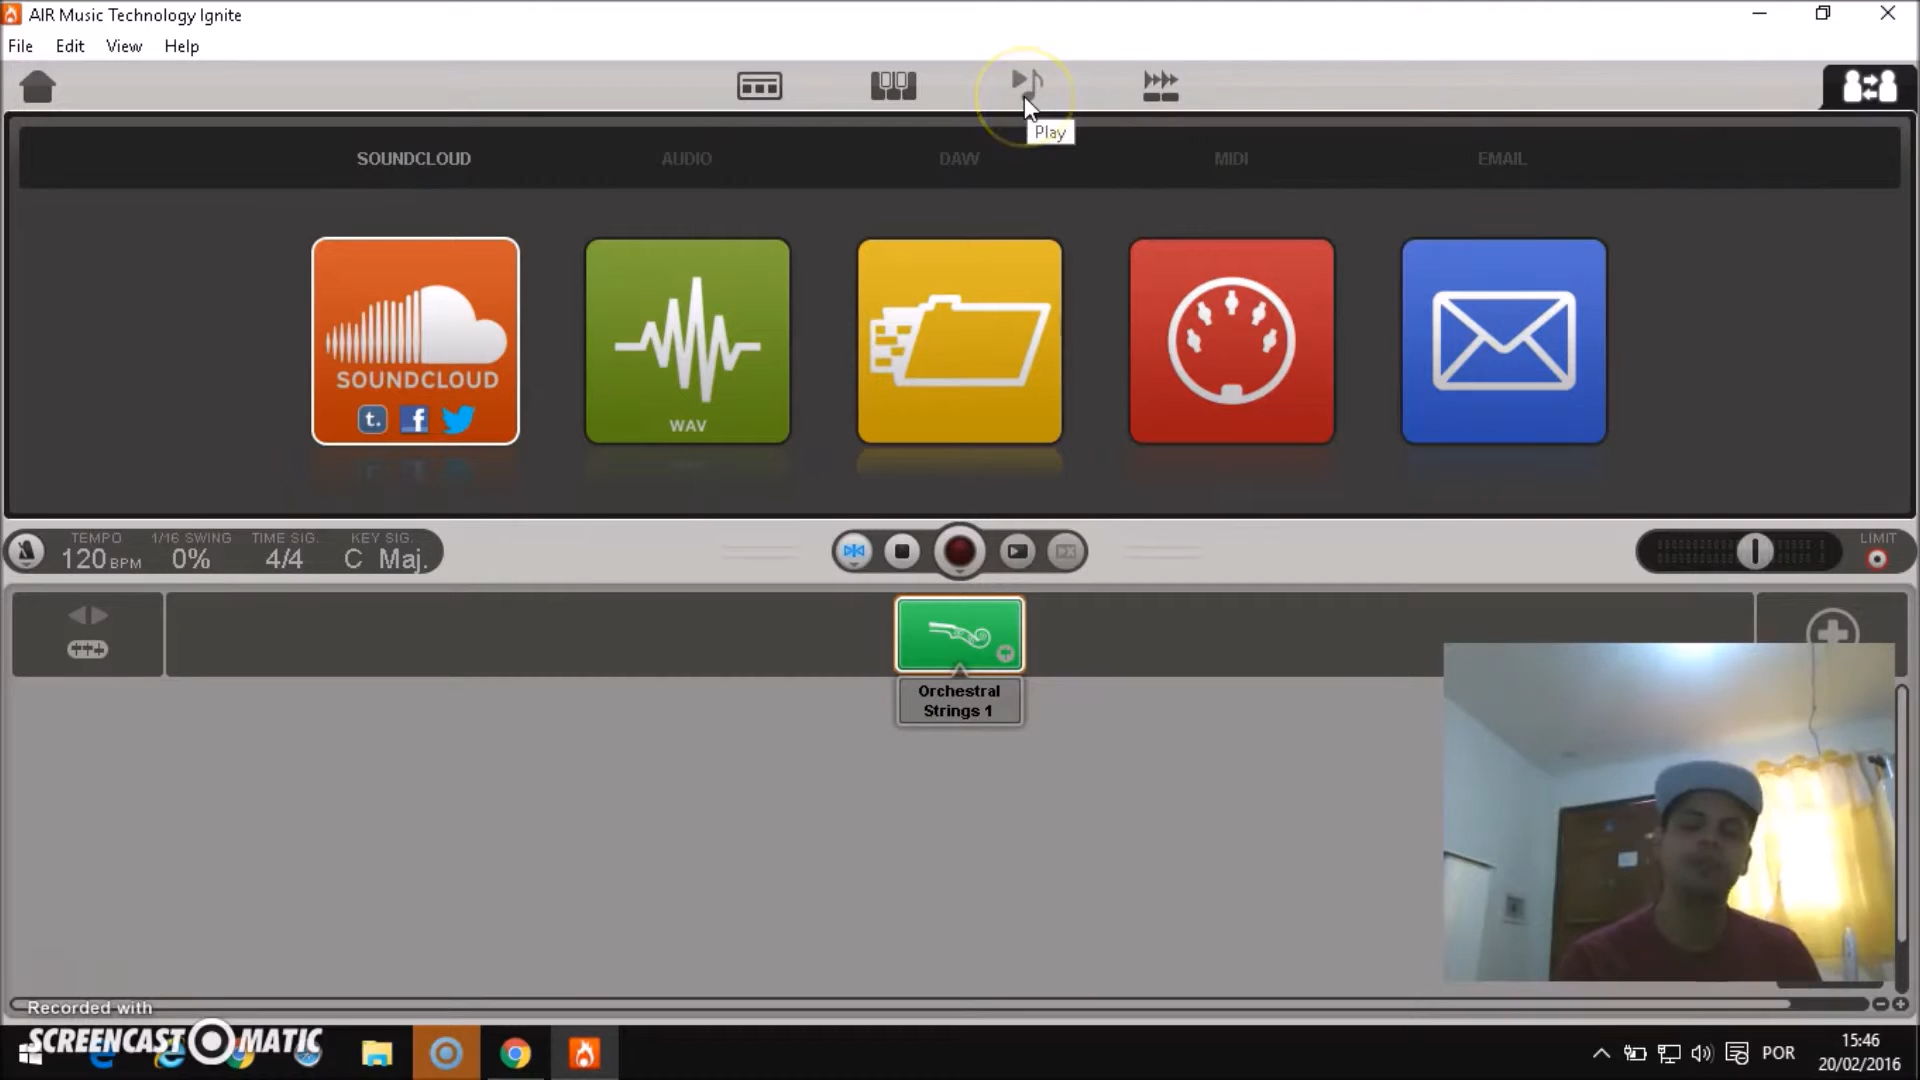 AIR Music Technology Ignite
File Edit View Help
Play
SOUNDCLOUD AUDIO DAW MIDI EMAIL
SOUNDCLOUD
t. f
WAV
TEMPO 1/16 SWING TIME SIG. KEY SIG.
120 BPM 0% 4/4 C Maj.
LIMIT
Orchestral
Strings 1
Recorded with
SCREENCAST MATIC
POR
15:46
20/02/2016